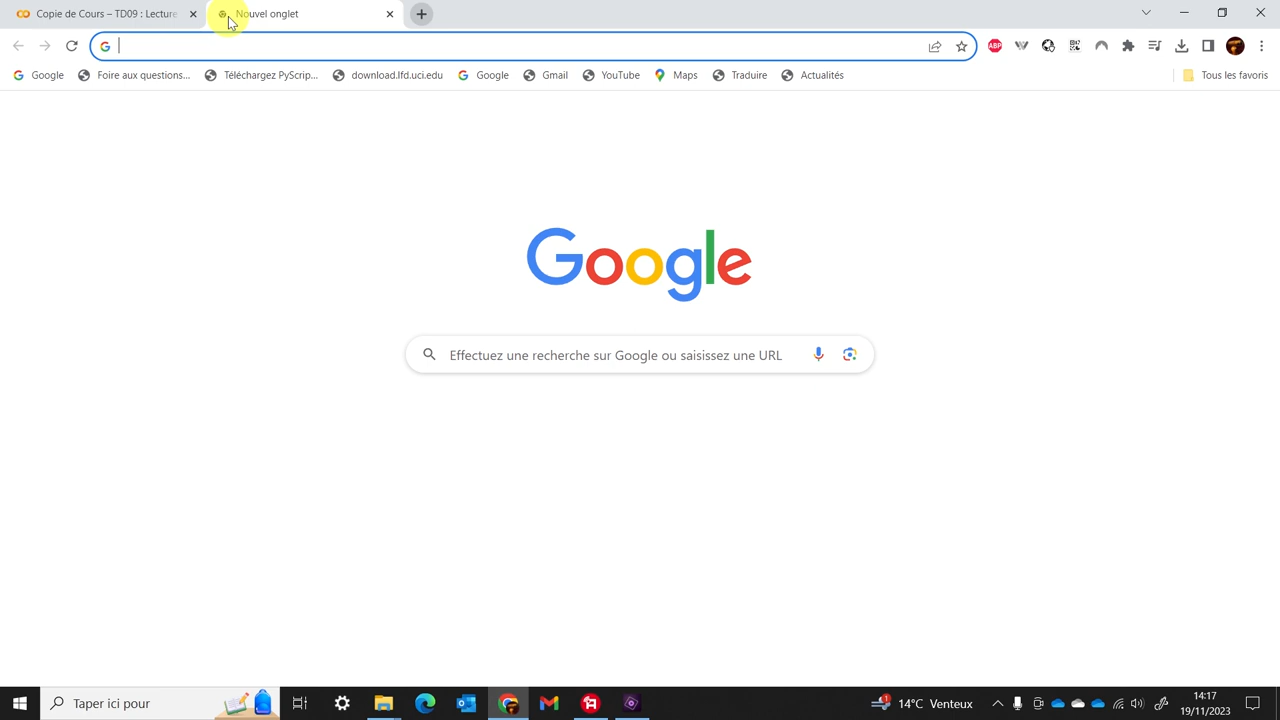 Copie de Cours – TD09 : Lecture
Nouvel onglet
Google
Foire aux questions...
Téléchargez PyScrip...
download.lfd.uci.edu
Google
Gmail
YouTube
Maps
Traduire
Actualités
Tous les favoris
ABP
Google
Effectuez une recherche sur Google ou saisissez une URL
Taper ici pour
1
14°C Venteux
14:17
19/11/2023